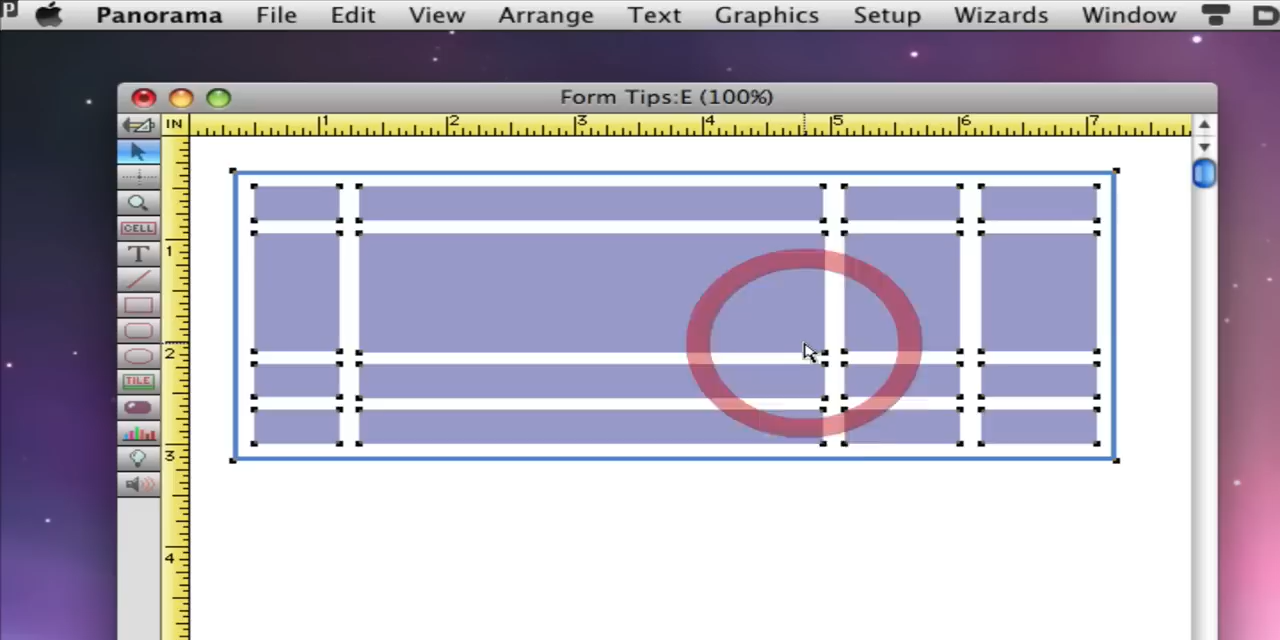 Panorama File Edit View Arrange Text Graphics Setup Wizards Window
Form Tips:E (100%)
IN 1 2 3 4 5 6 7
CELL
T
1
2
TILE
3
4